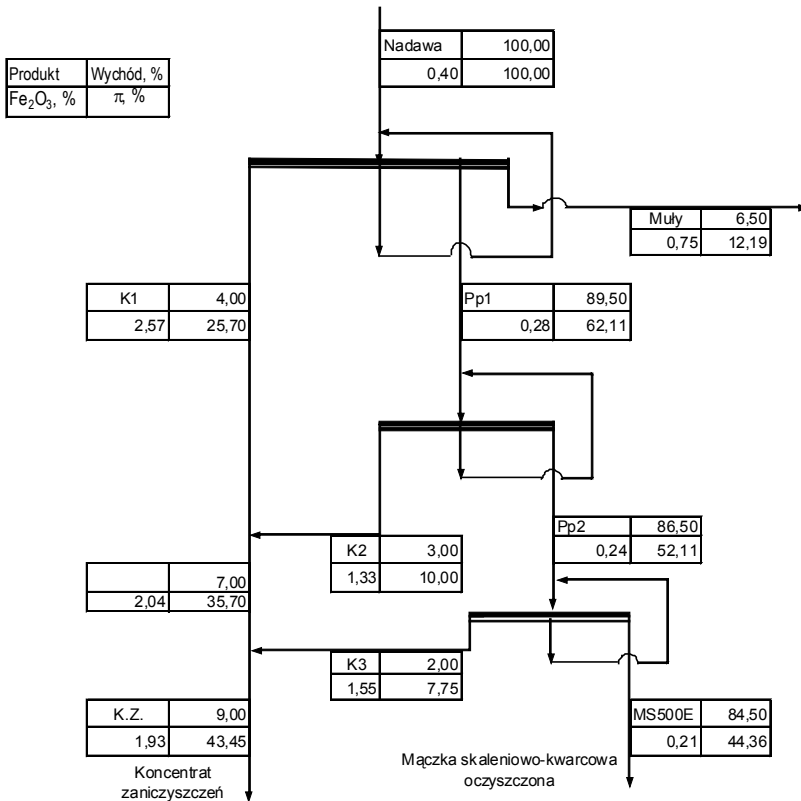 Nadawa 100,00
0,40 100,00
Produkt Wychód, %
Fe2O3, % π, %
Muły 6,50
0,75 12,19
K1 4,00
2,57 25,70
Pp1 89,50
0,28 62,11
Pp2 86,50
0,24 52,11
K2 3,00
1,33 10,00
7,00
2,04 35,70
K3 2,00
1,55 7,75
K.Z. 9,00
1,93 43,45
MS500E 84,50
0,21 44,36
Koncentrat
zaniczyszczeń
Mączka skaleniowo-kwarcowa
oczyszczona